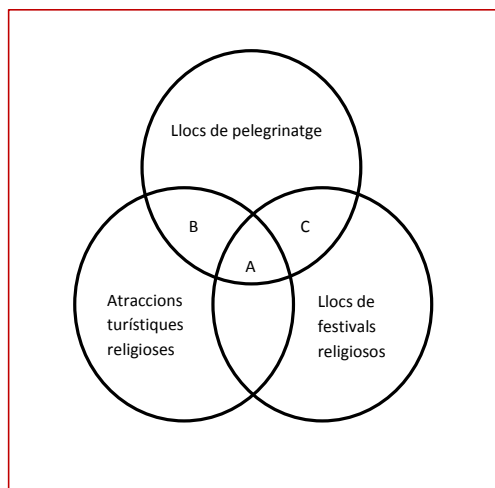 Llocs de pelegrinatge
B
C
A
Atraccions
turístiques
religioses
Llocs de
festivals
religiosos